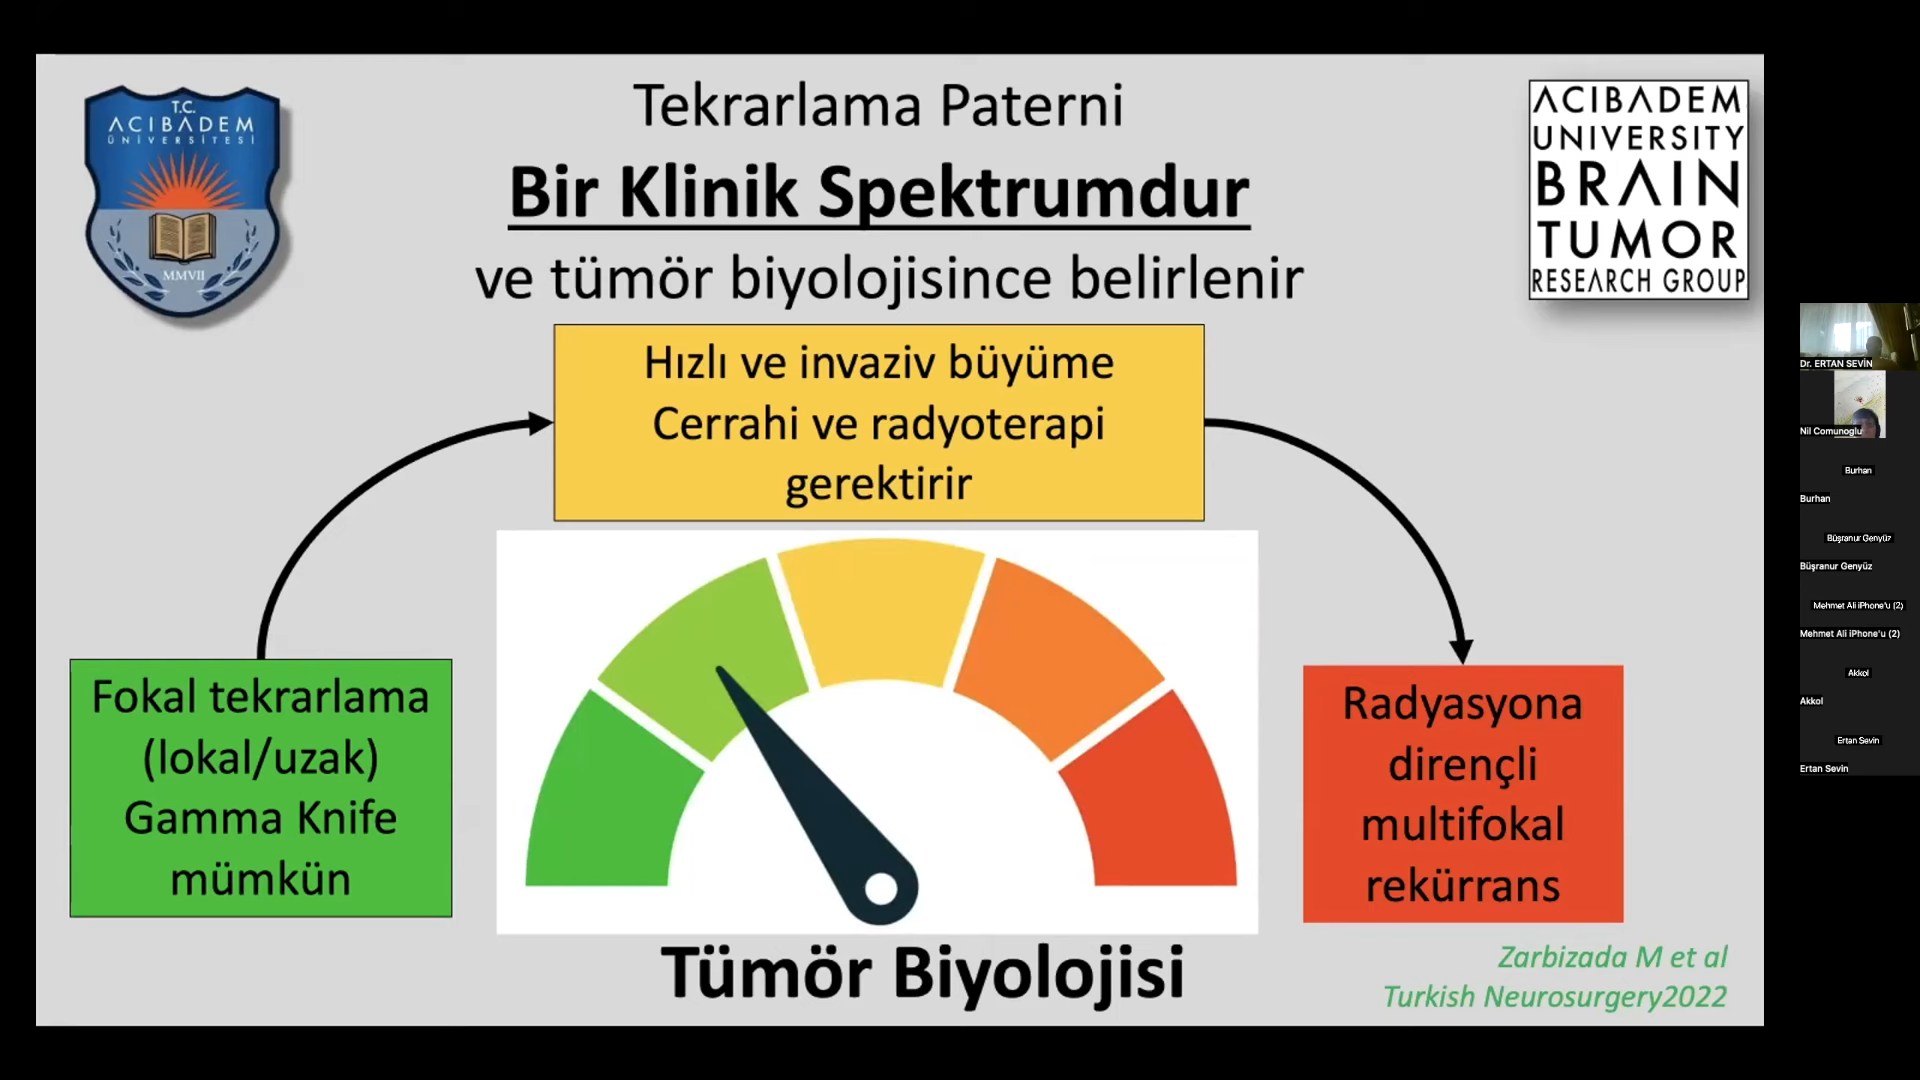 T.C.
ACIBADEM
ÜNİVERSİTESİ
MMVII
Tekrarlama Paterni
Bir Klinik Spektrumdur
ve tümör biyolojisince belirlenir
ACIBADEM
UNIVERSITY
BRAIN
TUMOR
RESEARCH GROUP
Hızlı ve invaziv büyüme
Cerrahi ve radyoterapi
gerektirir
Fokal tekrarlama
(lokal/uzak)
Gamma Knife
mümkün
Radyasyona
dirençli
multifokal
rekürrans
Tümör Biyolojisi
Zarbizada M et al
Turkish Neurosurgery2022
Dr. ERTAN SEVİN
Nil Comunoglu
Burhan
Burhan
Büşranur Genyüz
Büşranur Genyüz
Mehmet Ali iPhone'u (2)
Mehmet Ali iPhone'u (2)
Akkol
Akkol
Ertan Sevin
Ertan Sevin